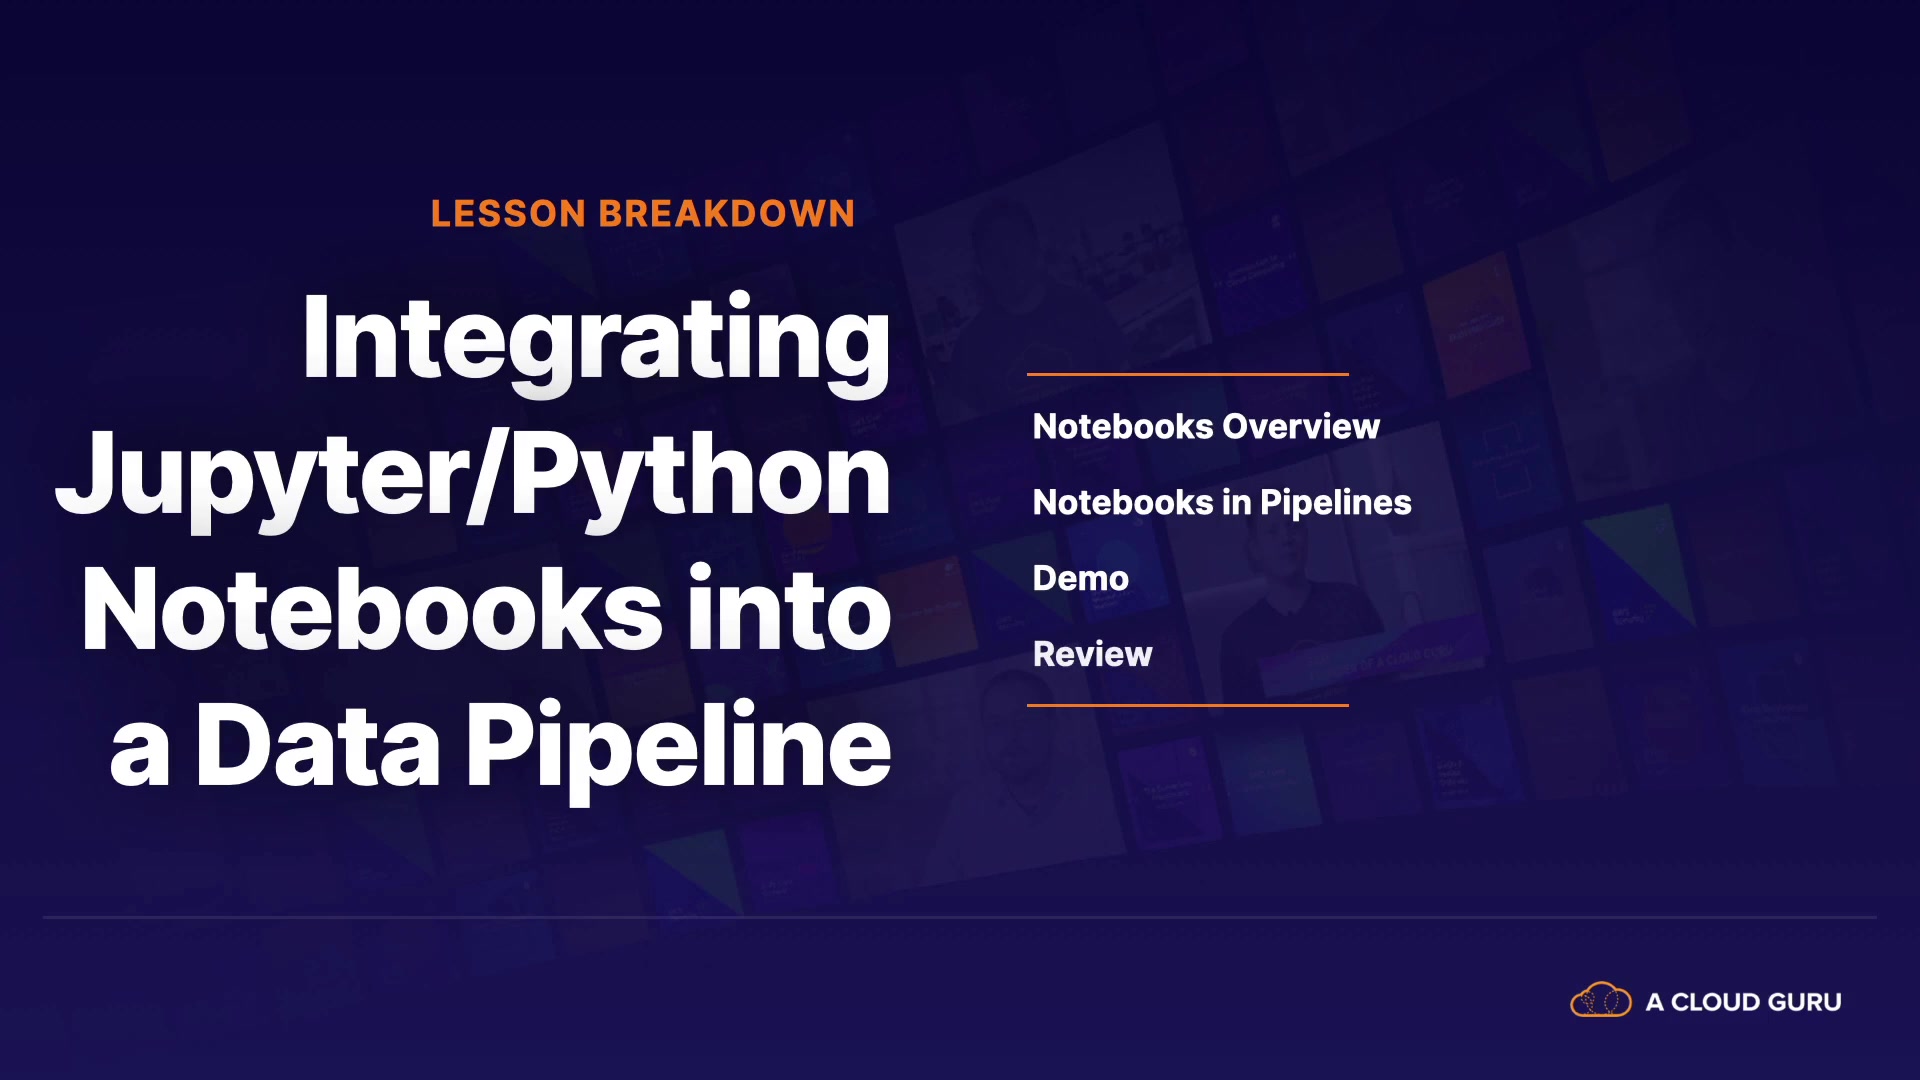 LESSON BREAKDOWN
Integrating
Jupyter/Python
Notebooks into
a Data Pipeline
Notebooks Overview
Notebooks in Pipelines
Demo
Review
A CLOUD GURU